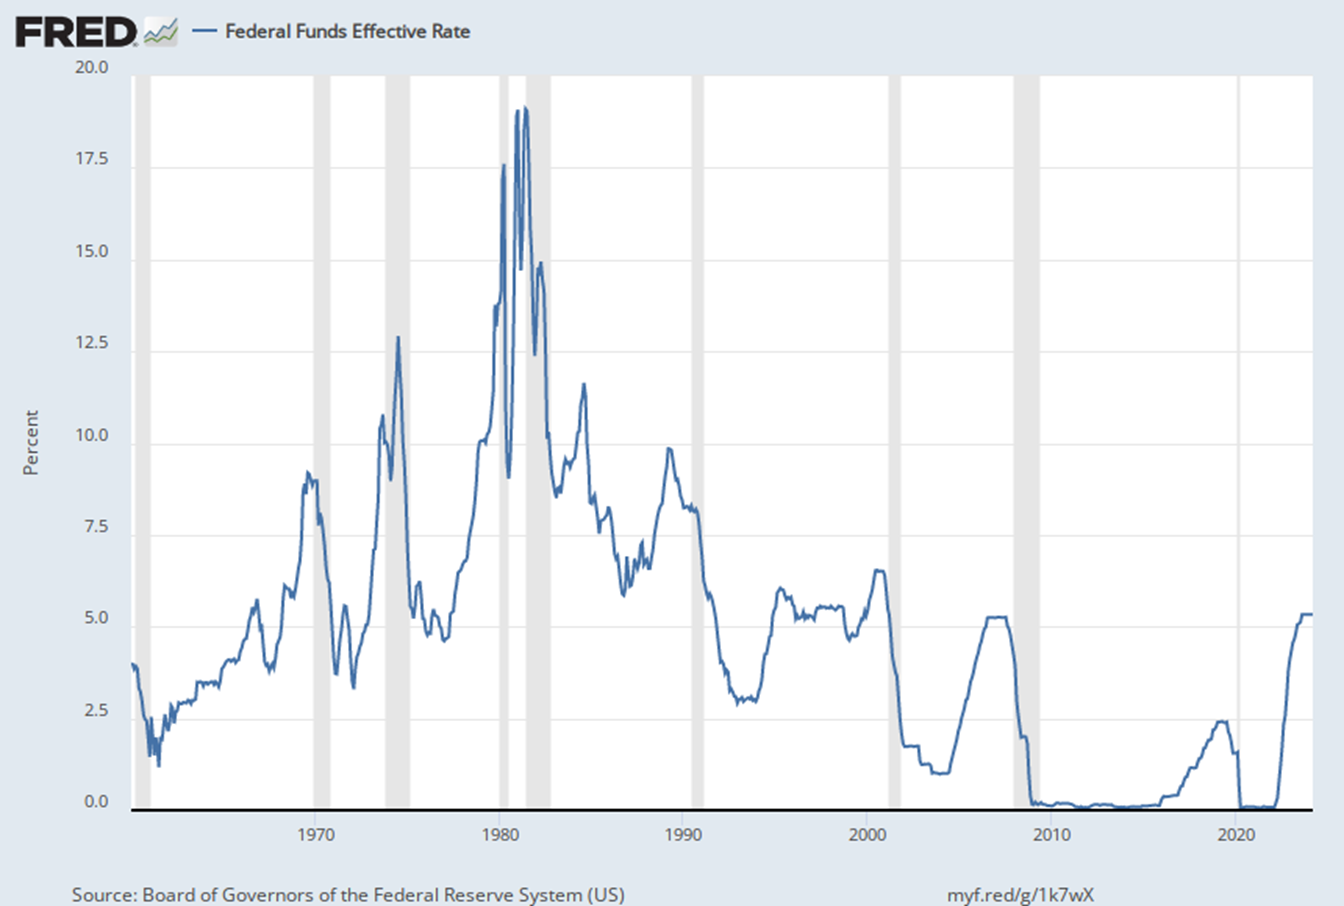 FRED
Federal Funds Effective Rate
20.0
17.5
15.0
12.5
10.0
7.5
5.0
2.5
0.0
Percent
1970 1980 1990 2000 2010 2020
Source: Board of Governors of the Federal Reserve System (US)
myf.red/g/1k7wX